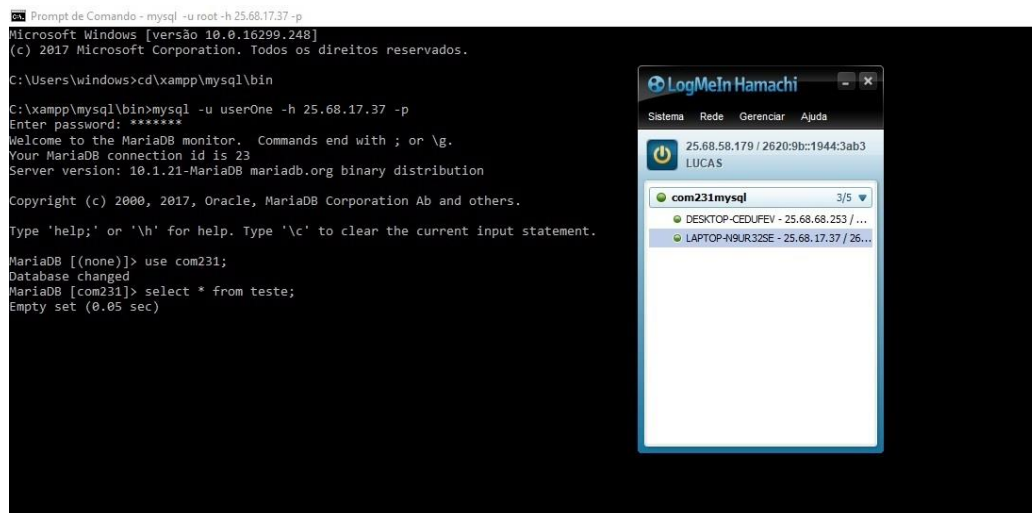 Prompt de Comando - mysql -u root -h 25.68.17.37 -p
Microsoft Windows [versão 10.0.16299.248]
(c) 2017 Microsoft Corporation. Todos os direitos reservados.
C:\Users\windows>cd\xampp\mysql\bin
C:\xampp\mysql\bin>mysql -u userOne -h 25.68.17.37 -p
Enter password: *******
Welcome to the MariaDB monitor.  Commands end with ; or \g.
Your MariaDB connection id is 23
Server version: 10.1.21-MariaDB mariadb.org binary distribution
Copyright (c) 2000, 2017, Oracle, MariaDB Corporation Ab and others.
Type 'help;' or '\h' for help. Type '\c' to clear the current input statement.
MariaDB [(none)]> use com231;
Database changed
MariaDB [com231]> select * from teste;
Empty set (0.05 sec)
LogMeIn Hamachi
Sistema Rede Gerenciar Ajuda
25.68.58.179 / 2620:9b::1944:3ab3
LUCAS
com231mysql 3/5
DESKTOP-CEDUFEV - 25.68.68.253 / ...
LAPTOP-N9UR32SE - 25.68.17.37 / 26...